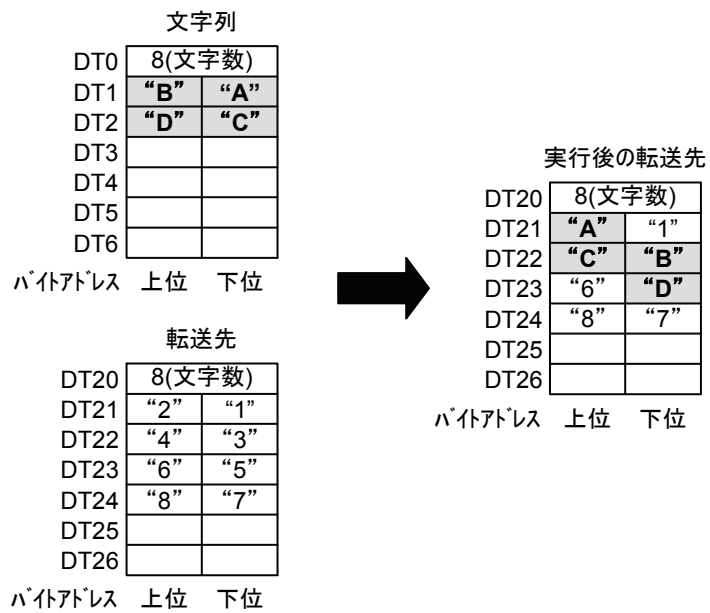 文字列
DT0 8(文字数)
DT1 “B” “A”
DT2 “D” “C”
DT3
DT4
DT5
DT6
バイトアドレス 上位 下位
転送先
DT20 8(文字数)
DT21 “2” “1”
DT22 “4” “3”
DT23 “6” “5”
DT24 “8” “7”
DT25
DT26
バイトアドレス 上位 下位
実行後の転送先
DT20 8(文字数)
DT21 “A” “1”
DT22 “C” “B”
DT23 “6” “D”
DT24 “8” “7”
DT25
DT26
バイトアドレス 上位 下位